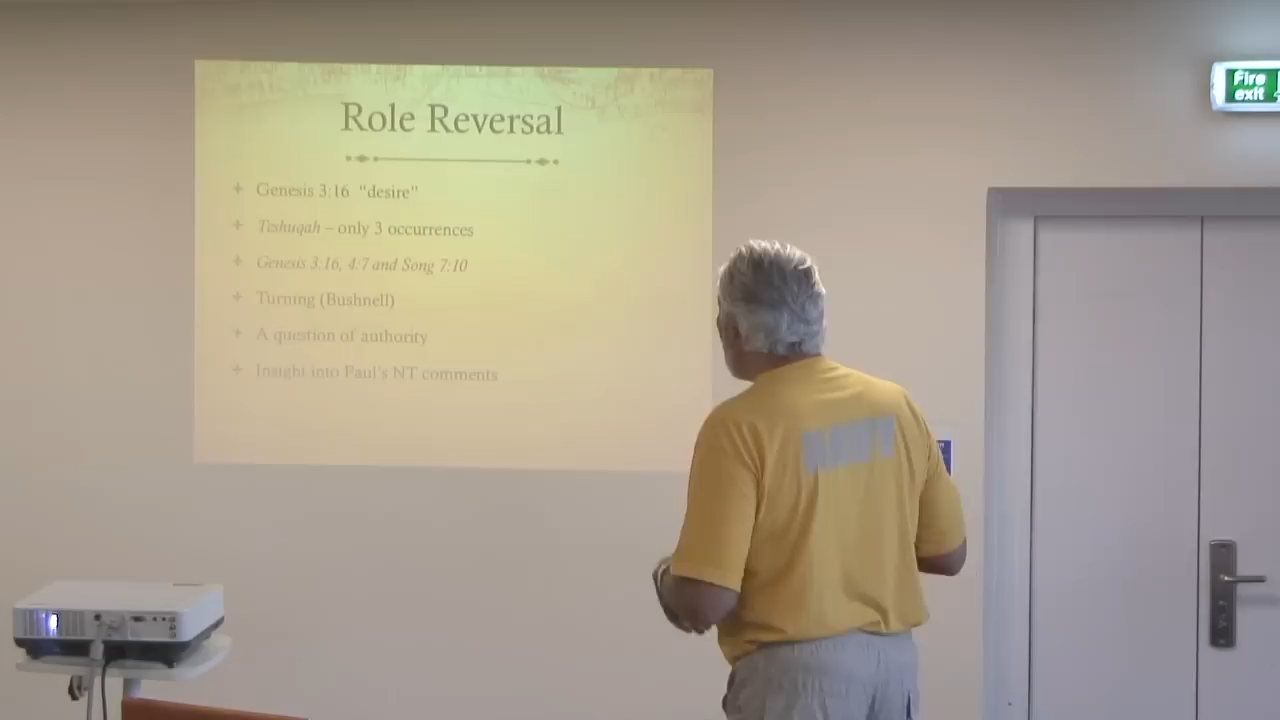 Role Reversal
Genesis 3:16 "desire"
Teshuqah – only 3 occurrences
Genesis 3:16, 4:7 and Song 7:10
Turning (Bushnell)
A question of authority
Insight into Paul's NT comments
Fire
exit